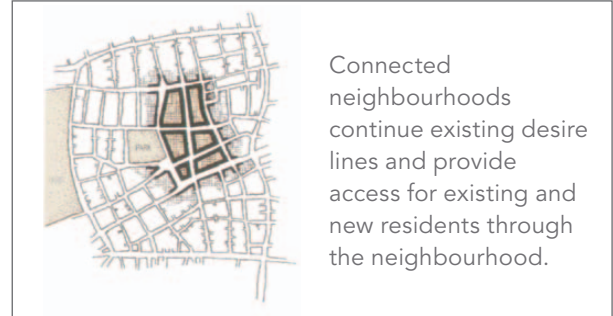 Connected
neighbourhoods
continue existing desire
lines and provide
access for existing and
new residents through
the neighbourhood.